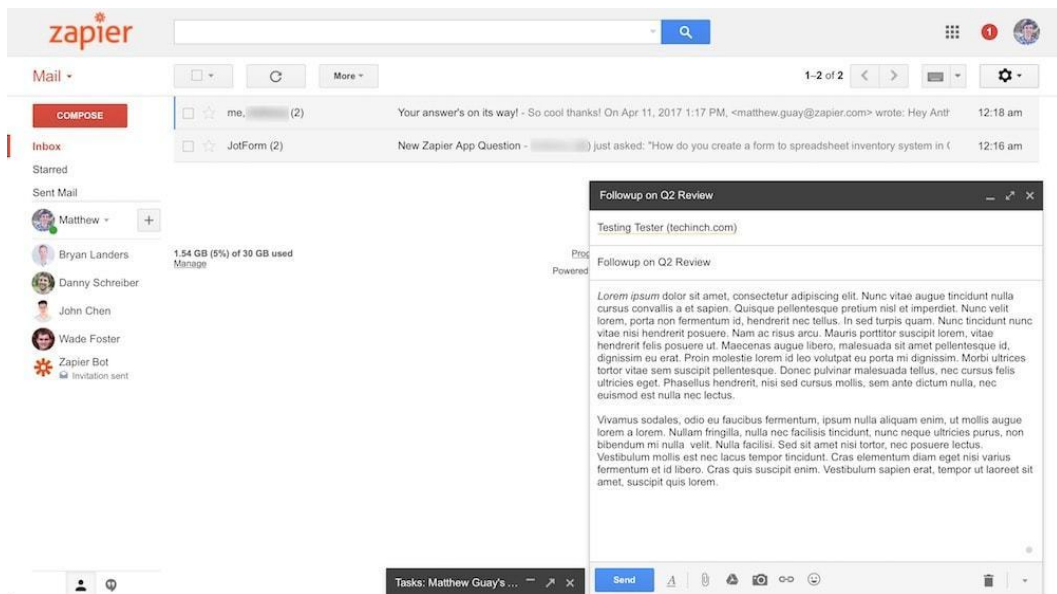 zapier
1
Mail
More
1–2 of 2
COMPOSE
me, (2)
Your answer's on its way! - So cool thanks! On Apr 11, 2017 1:17 PM, <matthew.guay@zapier.com> wrote: Hey Anth
12:18 am
Inbox
JotForm (2)
New Zapier App Question - ) just asked: "How do you create a form to spreadsheet inventory system in
12:16 am
Starred
Sent Mail
Matthew
+
Bryan Landers
Danny Schreiber
John Chen
Wade Foster
Zapier Bot
Invitation sent
1.54 GB (5%) of 30 GB used
Manage
Powered
Followup on Q2 Review
Testing Tester (techinch.com)
Followup on Q2 Review
Lorem ipsum dolor sit amet, consectetur adipiscing elit. Nunc vitae augue tincidunt nulla
cursus convallis a et sapien. Quisque pellentesque pretium nisl et imperdiet. Nunc velit
lorem, porta non fermentum id, hendrerit nec tellus. In sed turpis quam. Nunc tincidunt nunc
vitae nisi hendrerit posuere. Nam ac risus arcu. Mauris porttitor suscipit lorem, vitae
hendrerit felis posuere ut. Maecenas augue libero, malesuada sit amet pellentesque id,
dignissim eu erat. Proin molestie lorem id leo volutpat eu porta mi dignissim. Morbi ultrices
tortor vitae sem suscipit pellentesque. Donec pulvinar malesuada tellus, nec cursus felis
ultricies eget. Phasellus hendrerit, nisi sed cursus mollis, sem ante dictum nulla, nec
euismod est nulla nec lectus.
Vivamus sodales, odio eu faucibus fermentum, ipsum nulla aliquam enim, ut mollis augue
lorem a lorem. Nullam fringilla, nulla nec facilisis tincidunt, nunc neque ultricies purus, non
bibendum mi nulla velit. Nulla facilisi. Sed sit amet nisi tortor, nec posuere lectus.
Vestibulum mollis est nec lacus tempor tincidunt. Cras elementum diam eget nisi varius
fermentum et id libero. Cras quis suscipit enim. Vestibulum sapien erat, tempor ut laoreet sit
amet, suscipit quis lorem.
Tasks: Matthew Guay's ...
Send
A